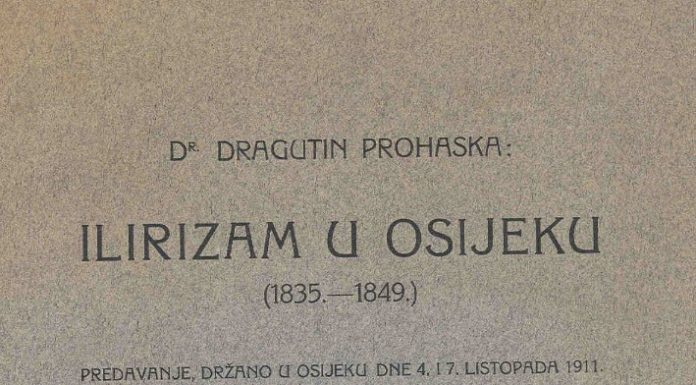 DR. DRAGUTIN PROHASKA:
ILIRIZAM U OSIJEKU
(1835.—1849.)
PREDAVANJE, DRŽANO U OSIJEKU DNE 4. I 7. LISTOPADA 1911.